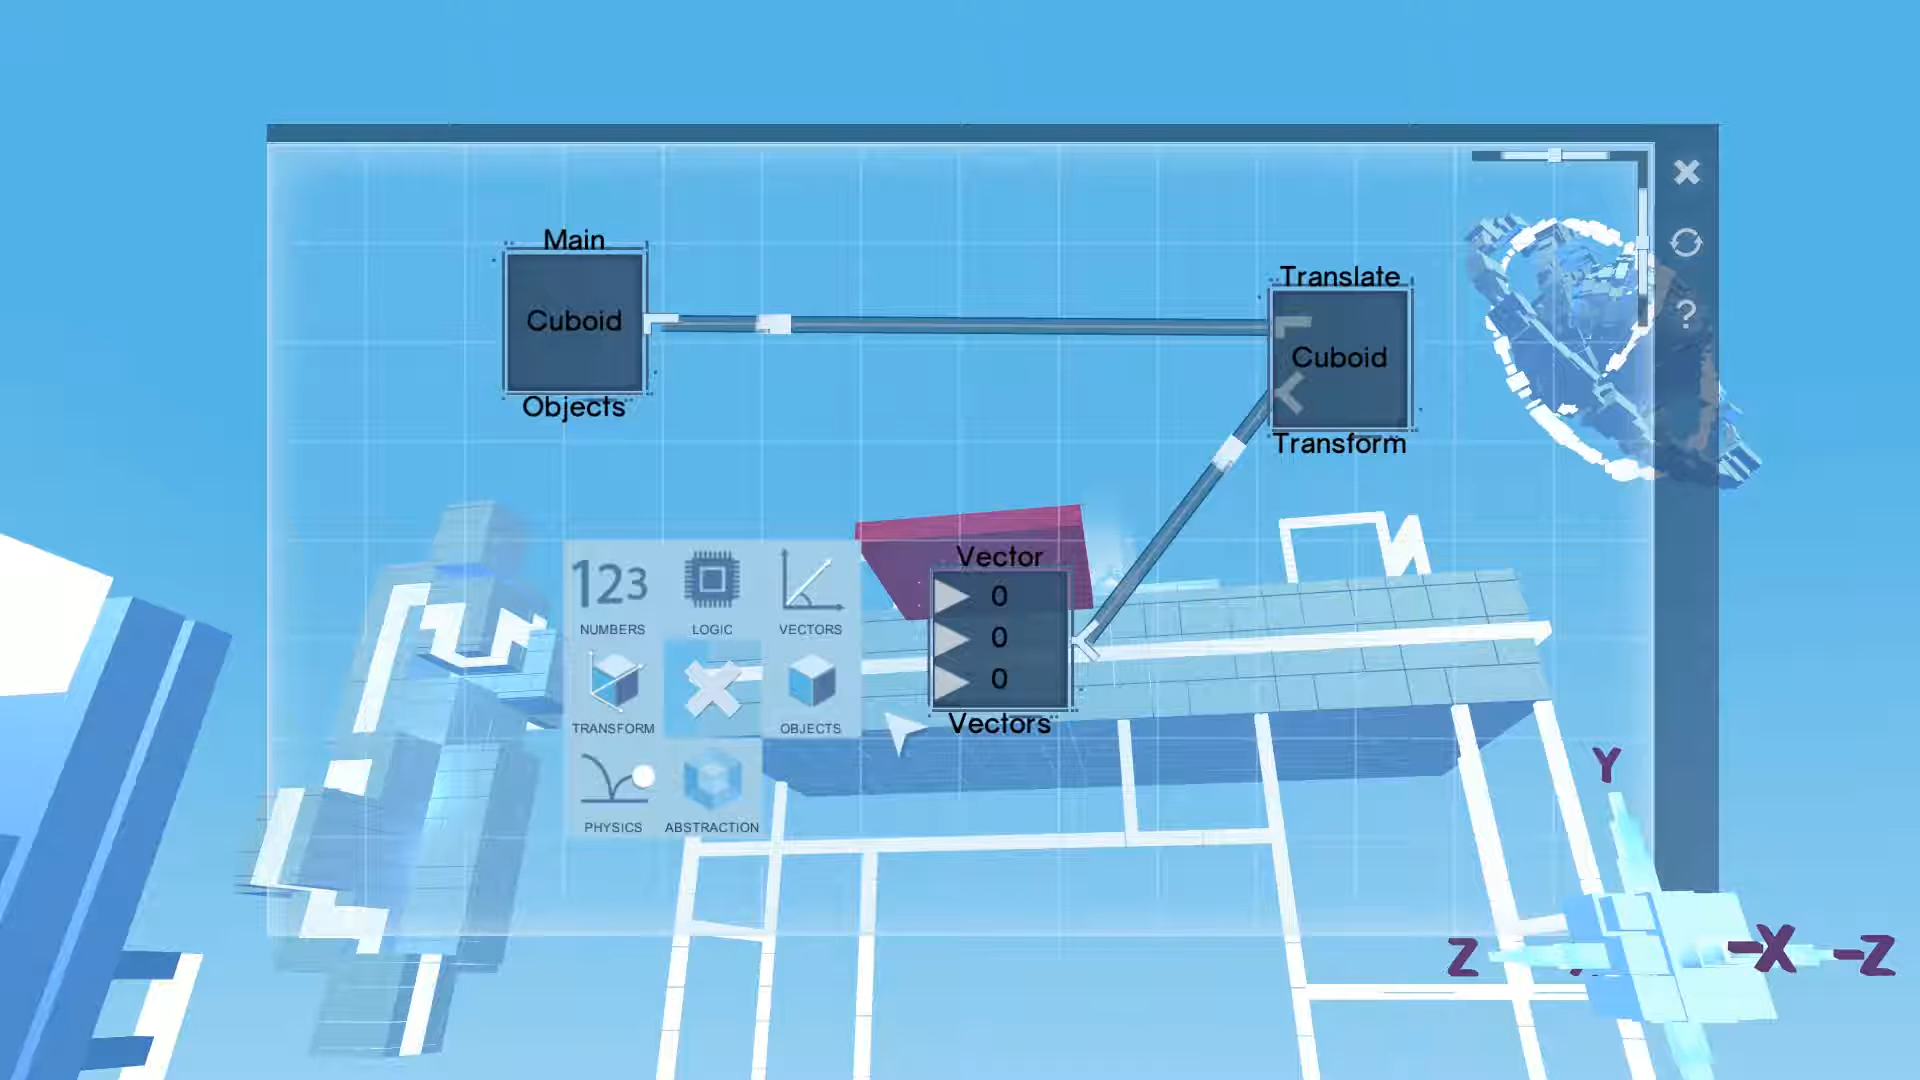 Main
Cuboid
Objects
Translate
Cuboid
Transform
?
Vector
0
0
0
Vectors
123
NUMBERS
LOGIC
VECTORS
TRANSFORM
OBJECTS
PHYSICS
ABSTRACTION
Y
Z
-X
-Z